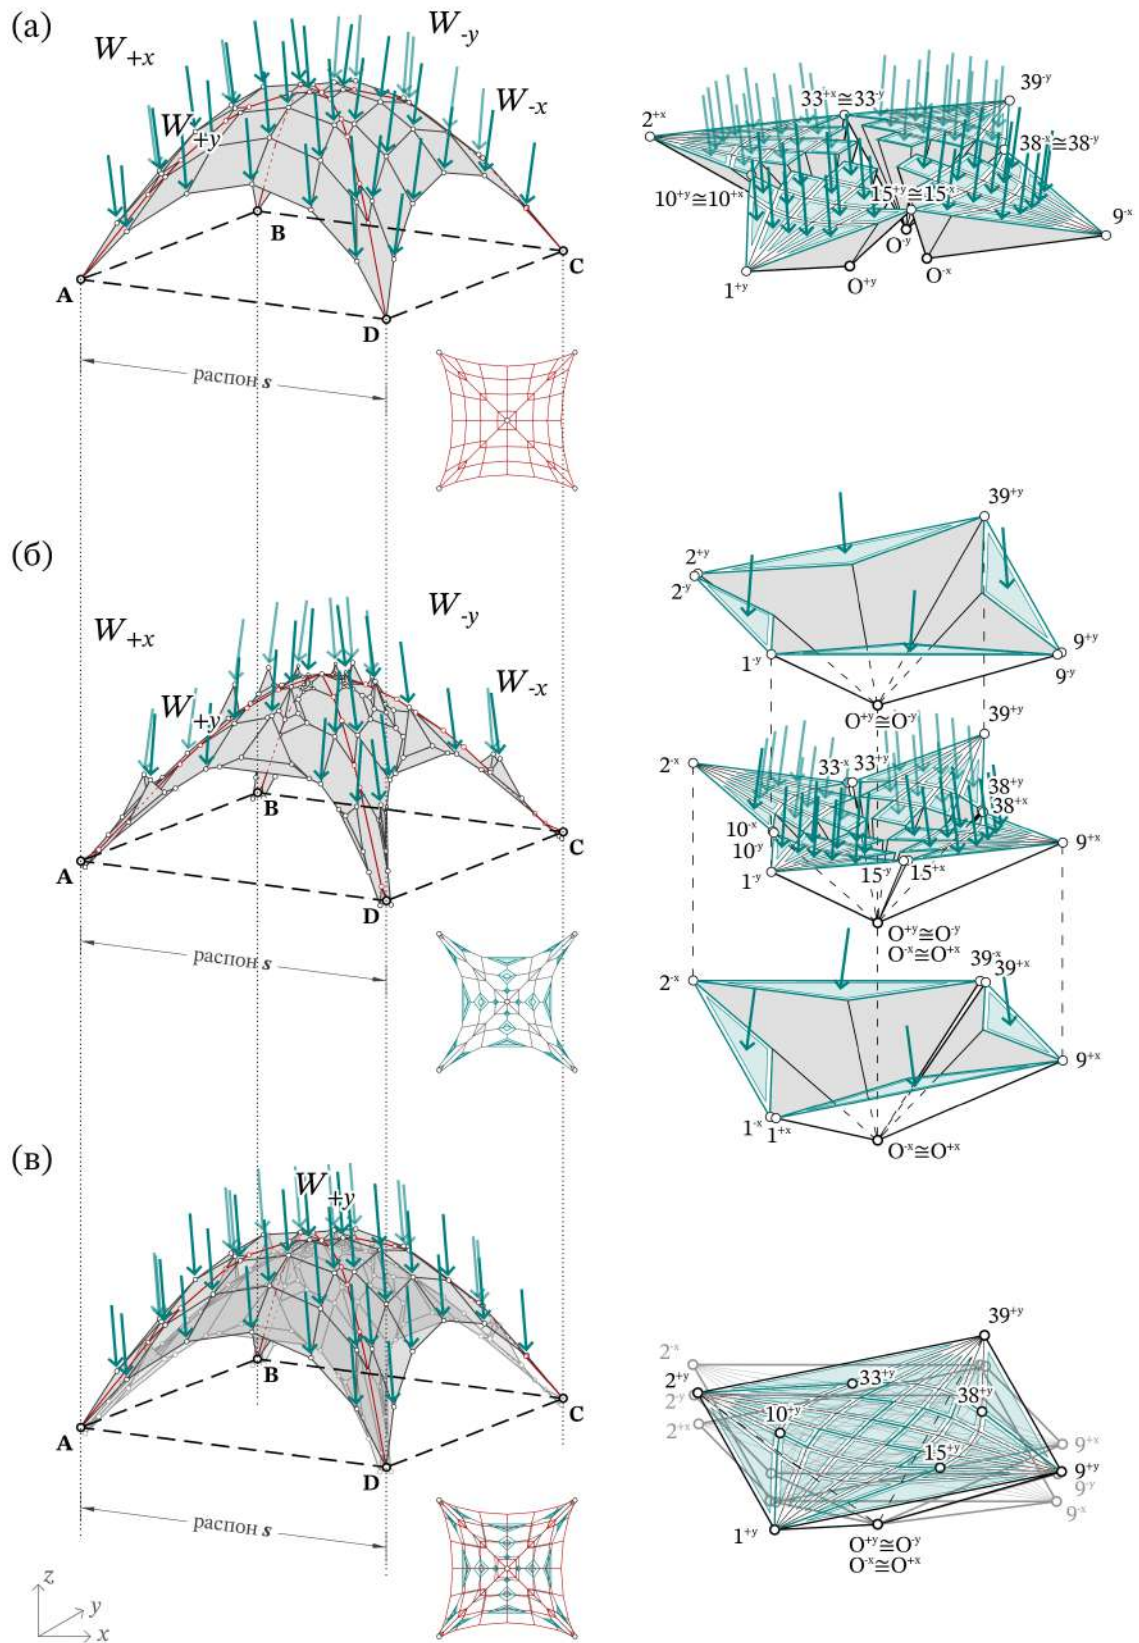 (а)
W₊ₓ
W-y
W+y
W-x
A
B
C
D
распон s
2⁺ˣ
33⁺ˣ≅33⁻ʸ
39⁻ʸ
38⁻ˣ≅38⁻ʸ
10⁺ʸ≅10⁺ˣ
15⁺ʸ≅15⁻ˣ
9⁻ˣ
O⁻ʸ
1⁺ʸ
O⁺ʸ
O⁻ˣ
(б)
W₊ₓ
W-y
W+y
W-x
A
B
C
D
распон s
39⁺ʸ
2⁺ʸ
2⁻ʸ
1⁻ʸ
9⁺ʸ
9⁻ʸ
O⁺ʸ≅O⁻ʸ
39⁺ʸ
2⁻ˣ
33⁻ˣ
33⁺ʸ
38⁺ʸ
38⁺ˣ
10⁻ˣ
10⁻ʸ
1⁻ʸ
15⁻ʸ
15⁺ˣ
9⁺ˣ
O⁺ʸ≅O⁻ʸ
O⁻ˣ≅O⁺ˣ
39⁻ˣ
39⁺ˣ
2⁻ˣ
9⁺ˣ
1⁻ˣ
1⁺ˣ
O⁻ˣ≅O⁺ˣ
(в)
W+y
A
B
C
D
распон s
z
y
x
39⁺ʸ
2⁻ˣ
2⁺ʸ
2⁻ʸ
2⁺ˣ
33⁺ʸ
38⁺ʸ
10⁺ʸ
15⁺ʸ
9⁺ˣ
9⁺ʸ
9⁻ʸ
9⁻ˣ
1⁺ʸ
O⁺ʸ≅O⁻ʸ
O⁻ˣ≅O⁺ˣ